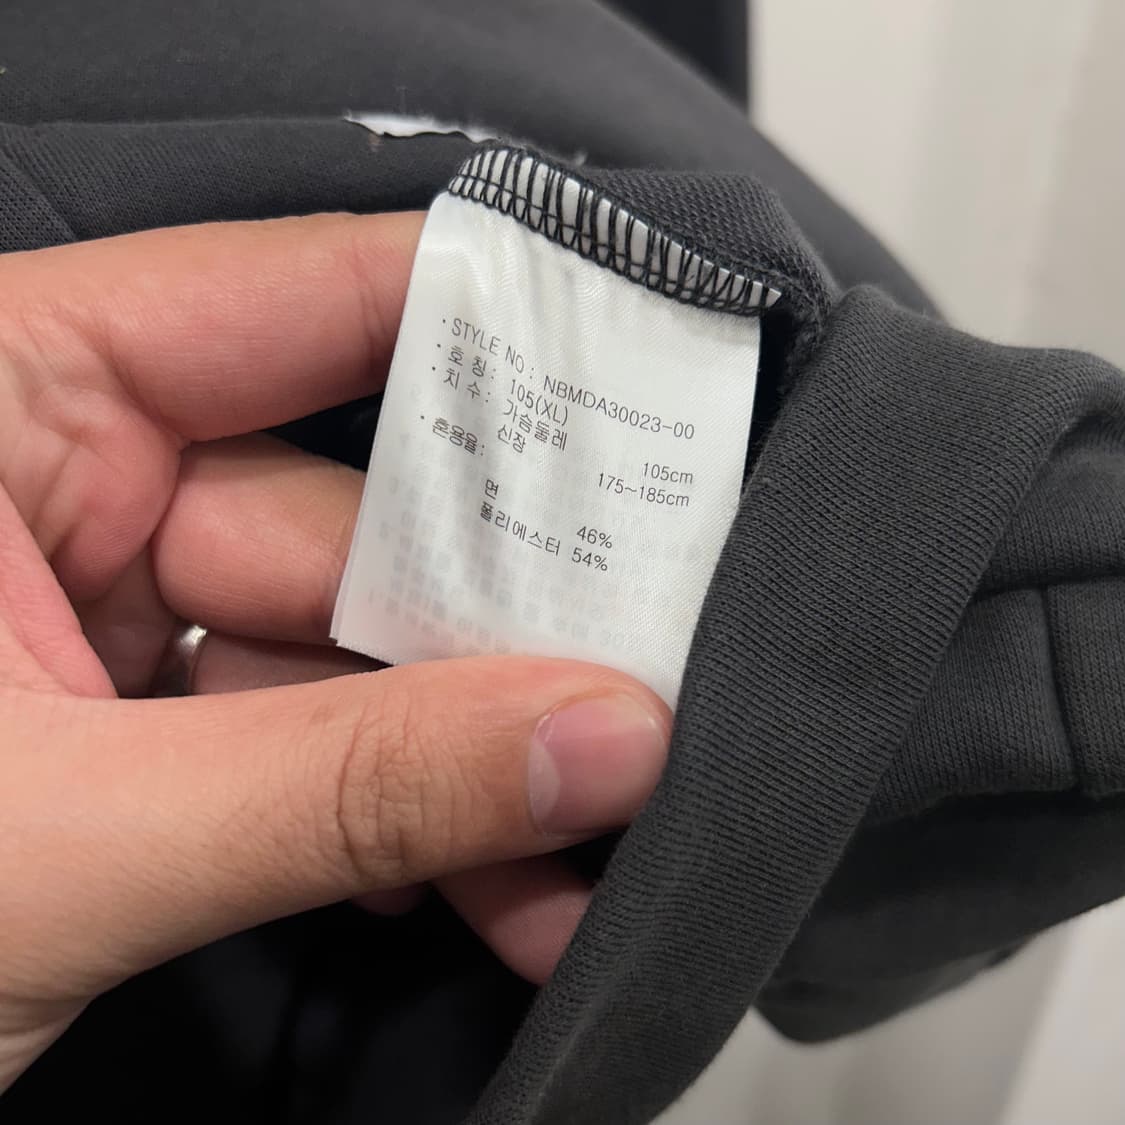 · STYLE NO : NBMDA30023-00
· 호 칭 : 105(XL)
· 치 수 : 가슴둘레 105cm
신장 175~185cm
· 혼용율 :
면 46%
폴리에스터 54%